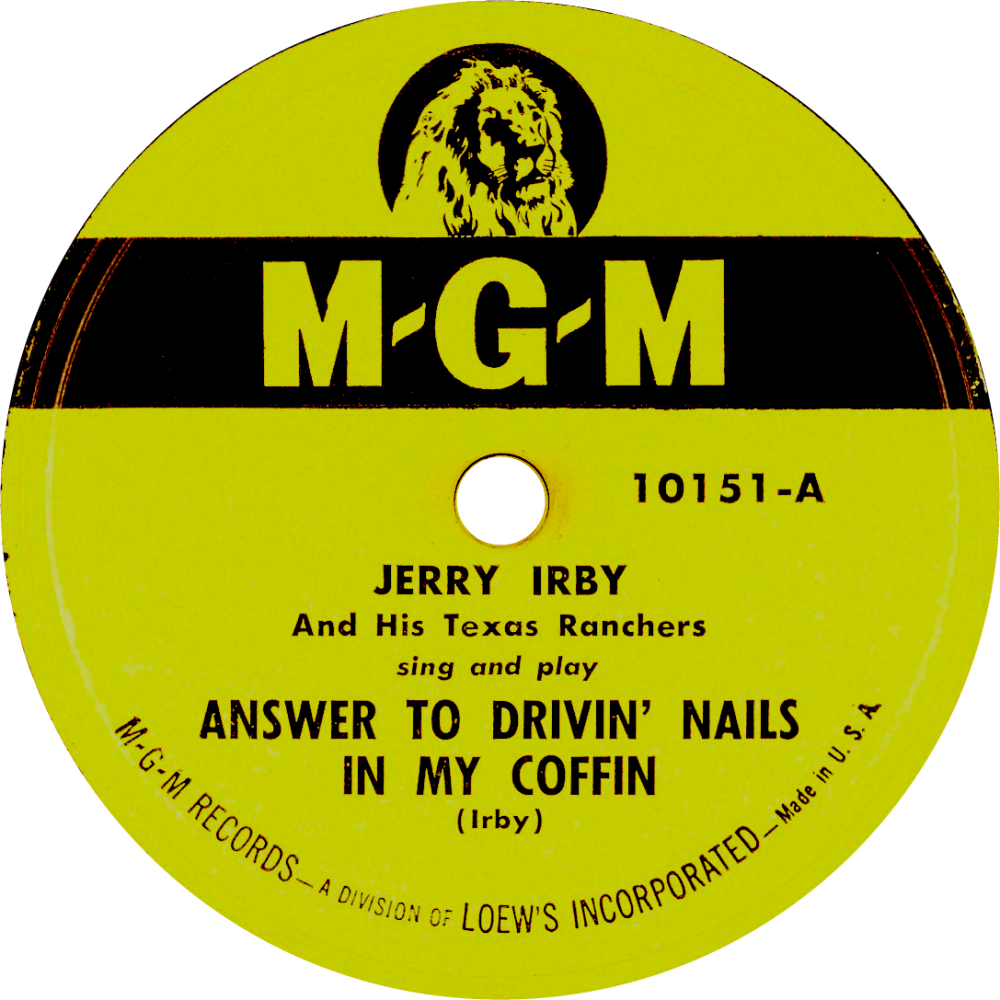 M-G-M
10151-A
JERRY IRBY
And His Texas Ranchers
sing and play
ANSWER TO DRIVIN' NAILS
IN MY COFFIN
(Irby)
M-G-M RECORDS—A DIVISION OF LOEW'S INCORPORATED—Made in U. S. A.